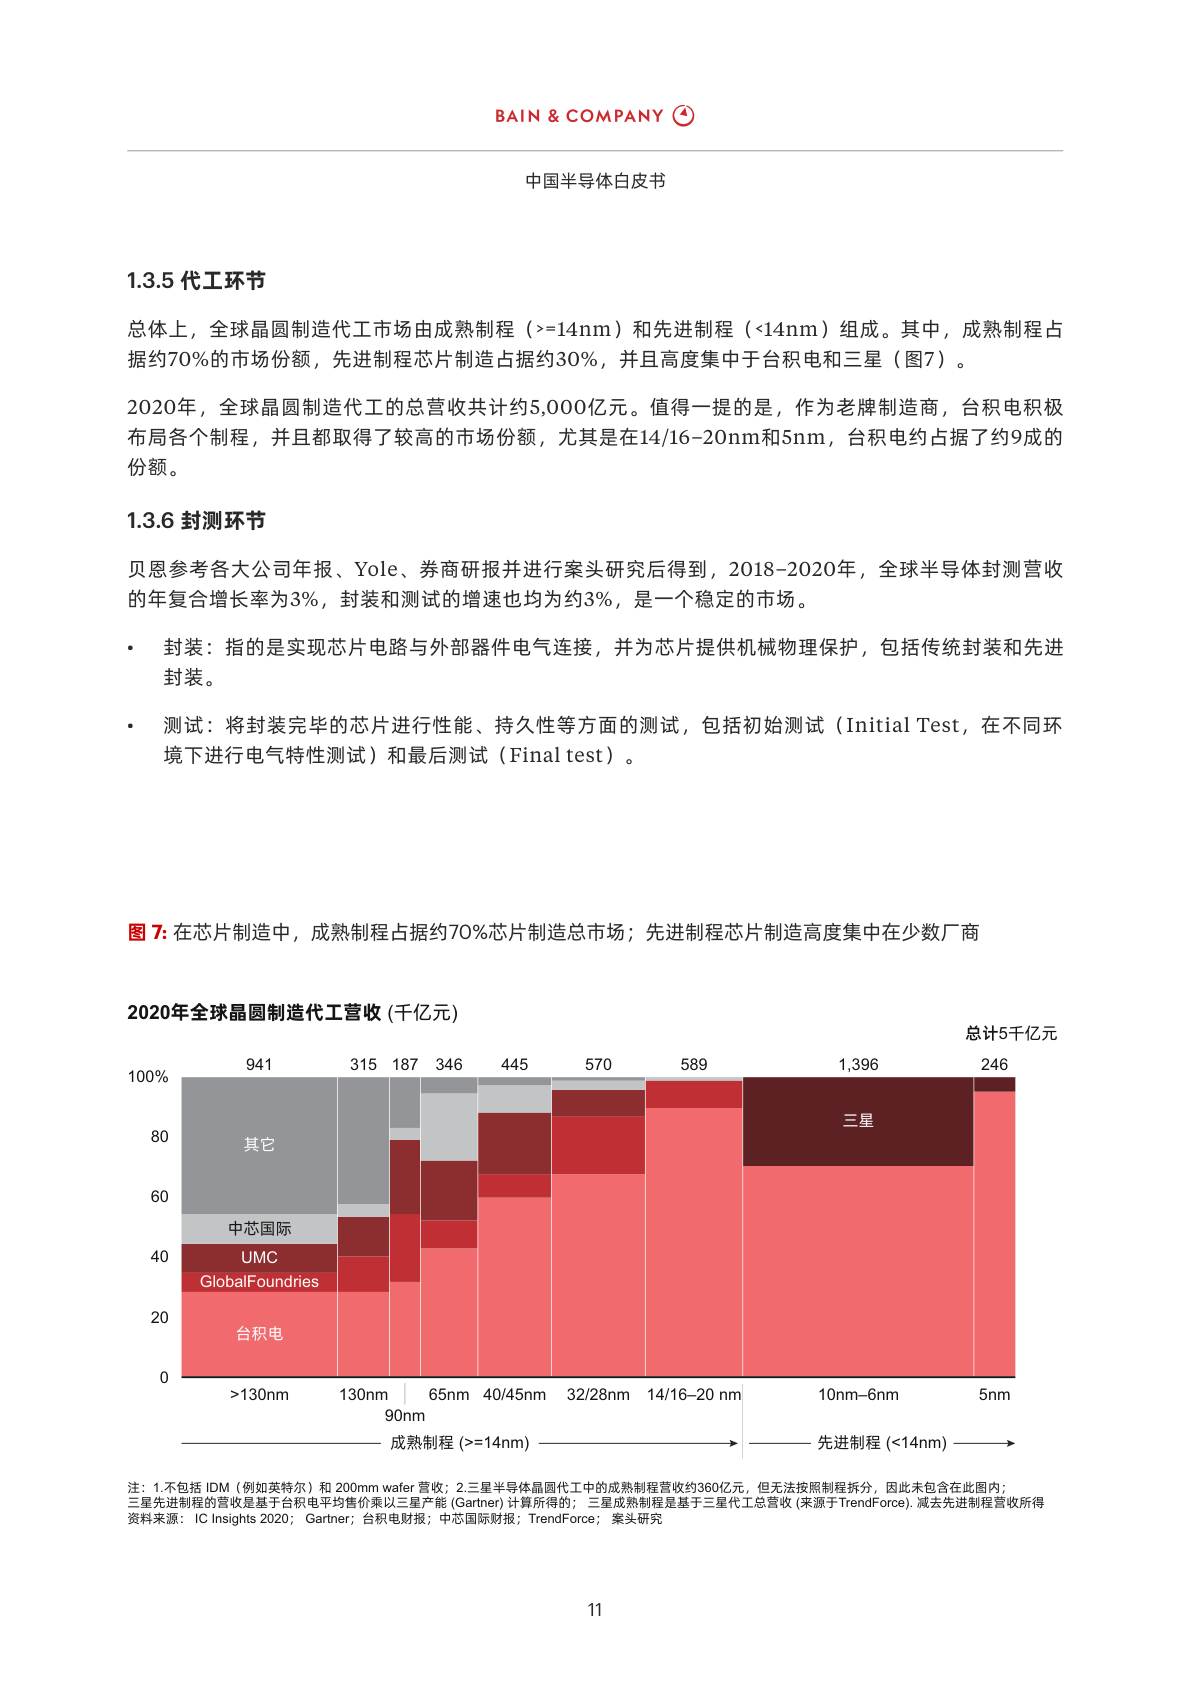 BAIN & COMPANY
中国半导体白皮书
1.3.5 代工环节
总体上，全球晶圆制造代工市场由成熟制程（>=14nm）和先进制程（<14nm）组成。其中，成熟制程占
据约70%的市场份额，先进制程芯片制造占据约30%，并且高度集中于台积电和三星（图7）。
2020年，全球晶圆制造代工的总营收共计约5,000亿元。值得一提的是，作为老牌制造商，台积电积极
布局各个制程，并且都取得了较高的市场份额，尤其是在14/16–20nm和5nm，台积电约占据了约9成的
份额。
1.3.6 封测环节
贝恩参考各大公司年报、Yole、券商研报并进行案头研究后得到，2018–2020年，全球半导体封测营收
的年复合增长率为3%，封装和测试的增速也均为约3%，是一个稳定的市场。
• 封装：指的是实现芯片电路与外部器件电气连接，并为芯片提供机械物理保护，包括传统封装和先进
封装。
• 测试：将封装完毕的芯片进行性能、持久性等方面的测试，包括初始测试（Initial Test，在不同环
境下进行电气特性测试）和最后测试（Final test）。
图 7: 在芯片制造中，成熟制程占据约70%芯片制造总市场；先进制程芯片制造高度集中在少数厂商
2020年全球晶圆制造代工营收 (千亿元)
总计5千亿元
941 315 187 346 445 570 589 1,396 246
100%
80
60
40
20
0
其它
中芯国际
UMC
GlobalFoundries
台积电
三星
>130nm 130nm 65nm 40/45nm 32/28nm 14/16–20 nm 10nm–6nm 5nm
90nm
成熟制程 (>=14nm) 先进制程 (<14nm)
注：1.不包括 IDM（例如英特尔）和 200mm wafer 营收；2.三星半导体晶圆代工中的成熟制程营收约360亿元，但无法按照制程拆分，因此未包含在此图内；
三星先进制程的营收是基于台积电平均售价乘以三星产能 (Gartner) 计算所得的； 三星成熟制程是基于三星代工总营收 (来源于TrendForce). 减去先进制程营收所得
资料来源： IC Insights 2020； Gartner；台积电财报；中芯国际财报；TrendForce； 案头研究
11